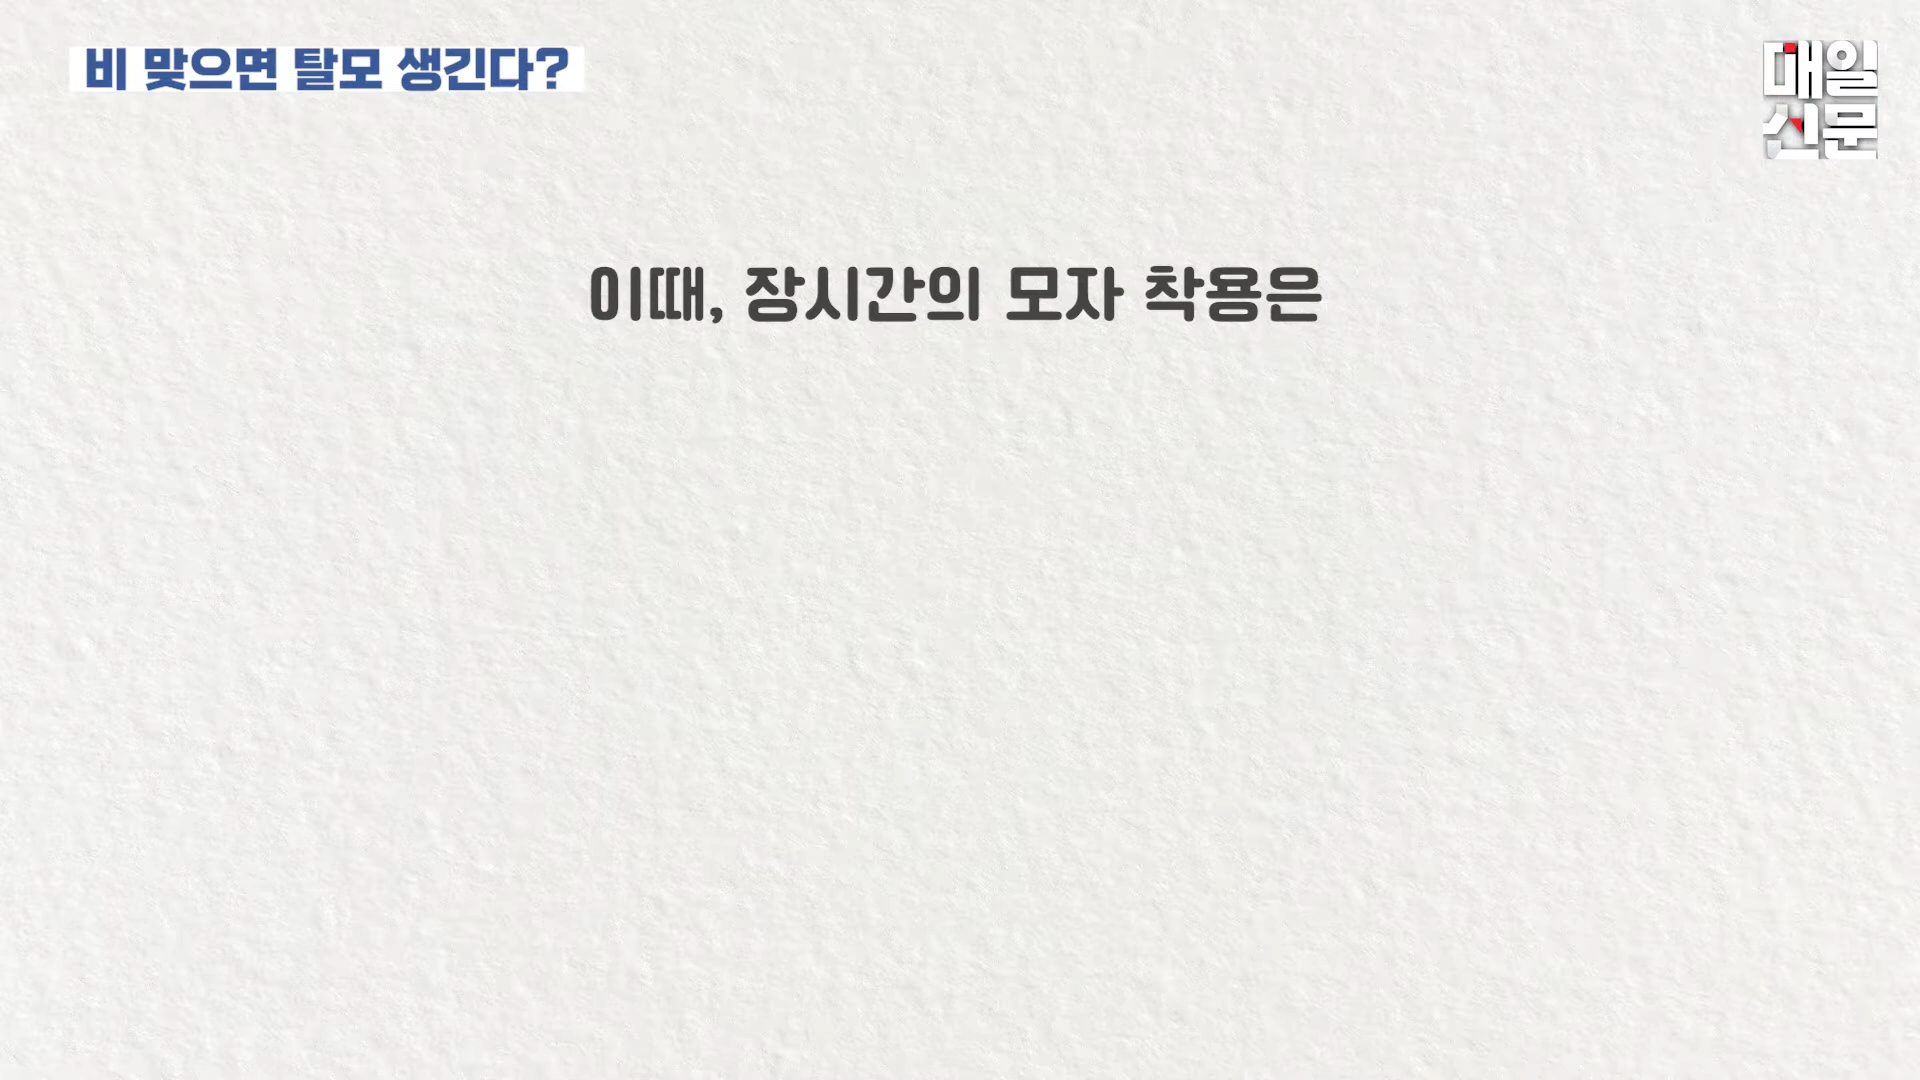 비 맞으면 탈모 생긴다?
매일
신문
이때, 장시간의 모자 착용은